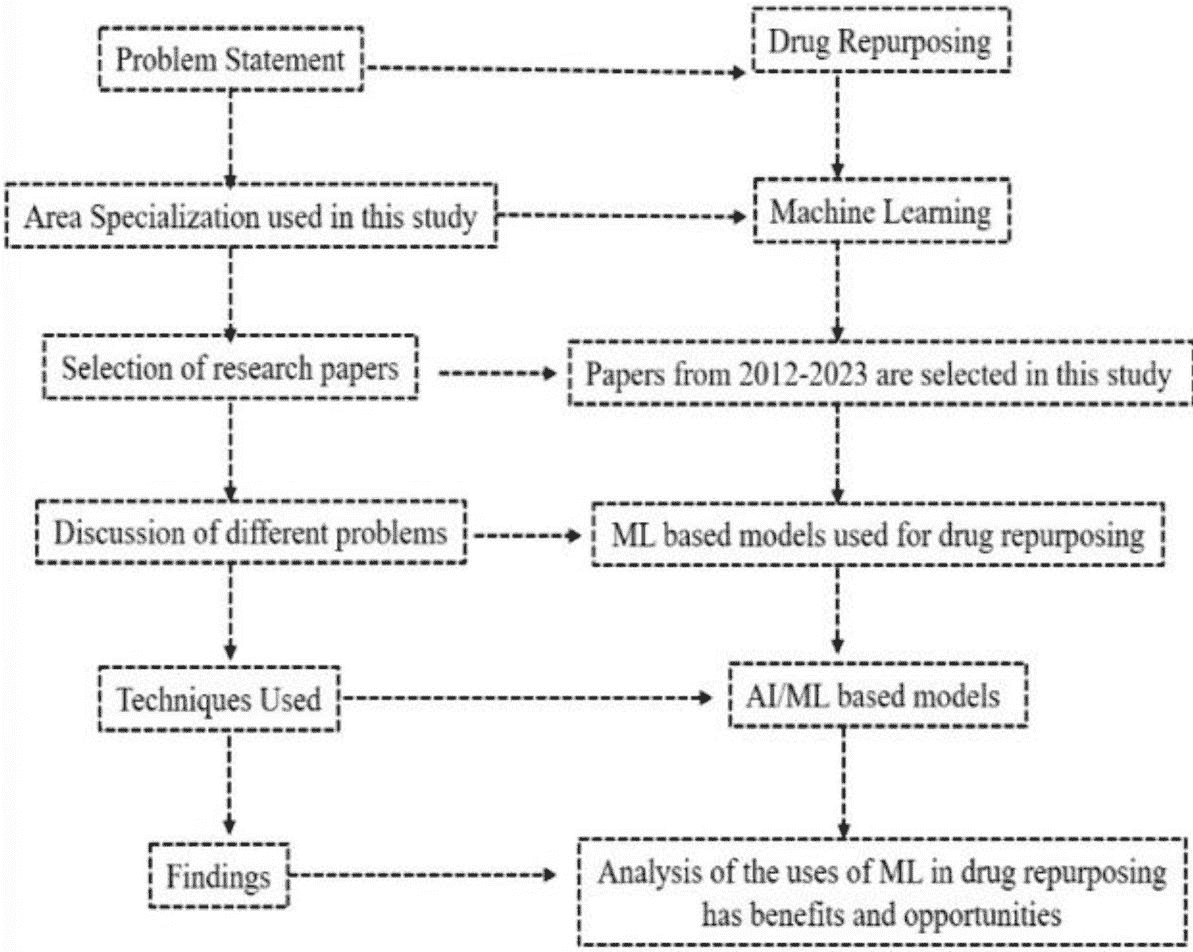 Problem Statement
Drug Repurposing
Area Specialization used in this study
Machine Learning
Selection of research papers
Papers from 2012-2023 are selected in this study
Discussion of different problems
ML based models used for drug repurposing
Techniques Used
AI/ML based models
Findings
Analysis of the uses of ML in drug repurposing
has benefits and opportunities